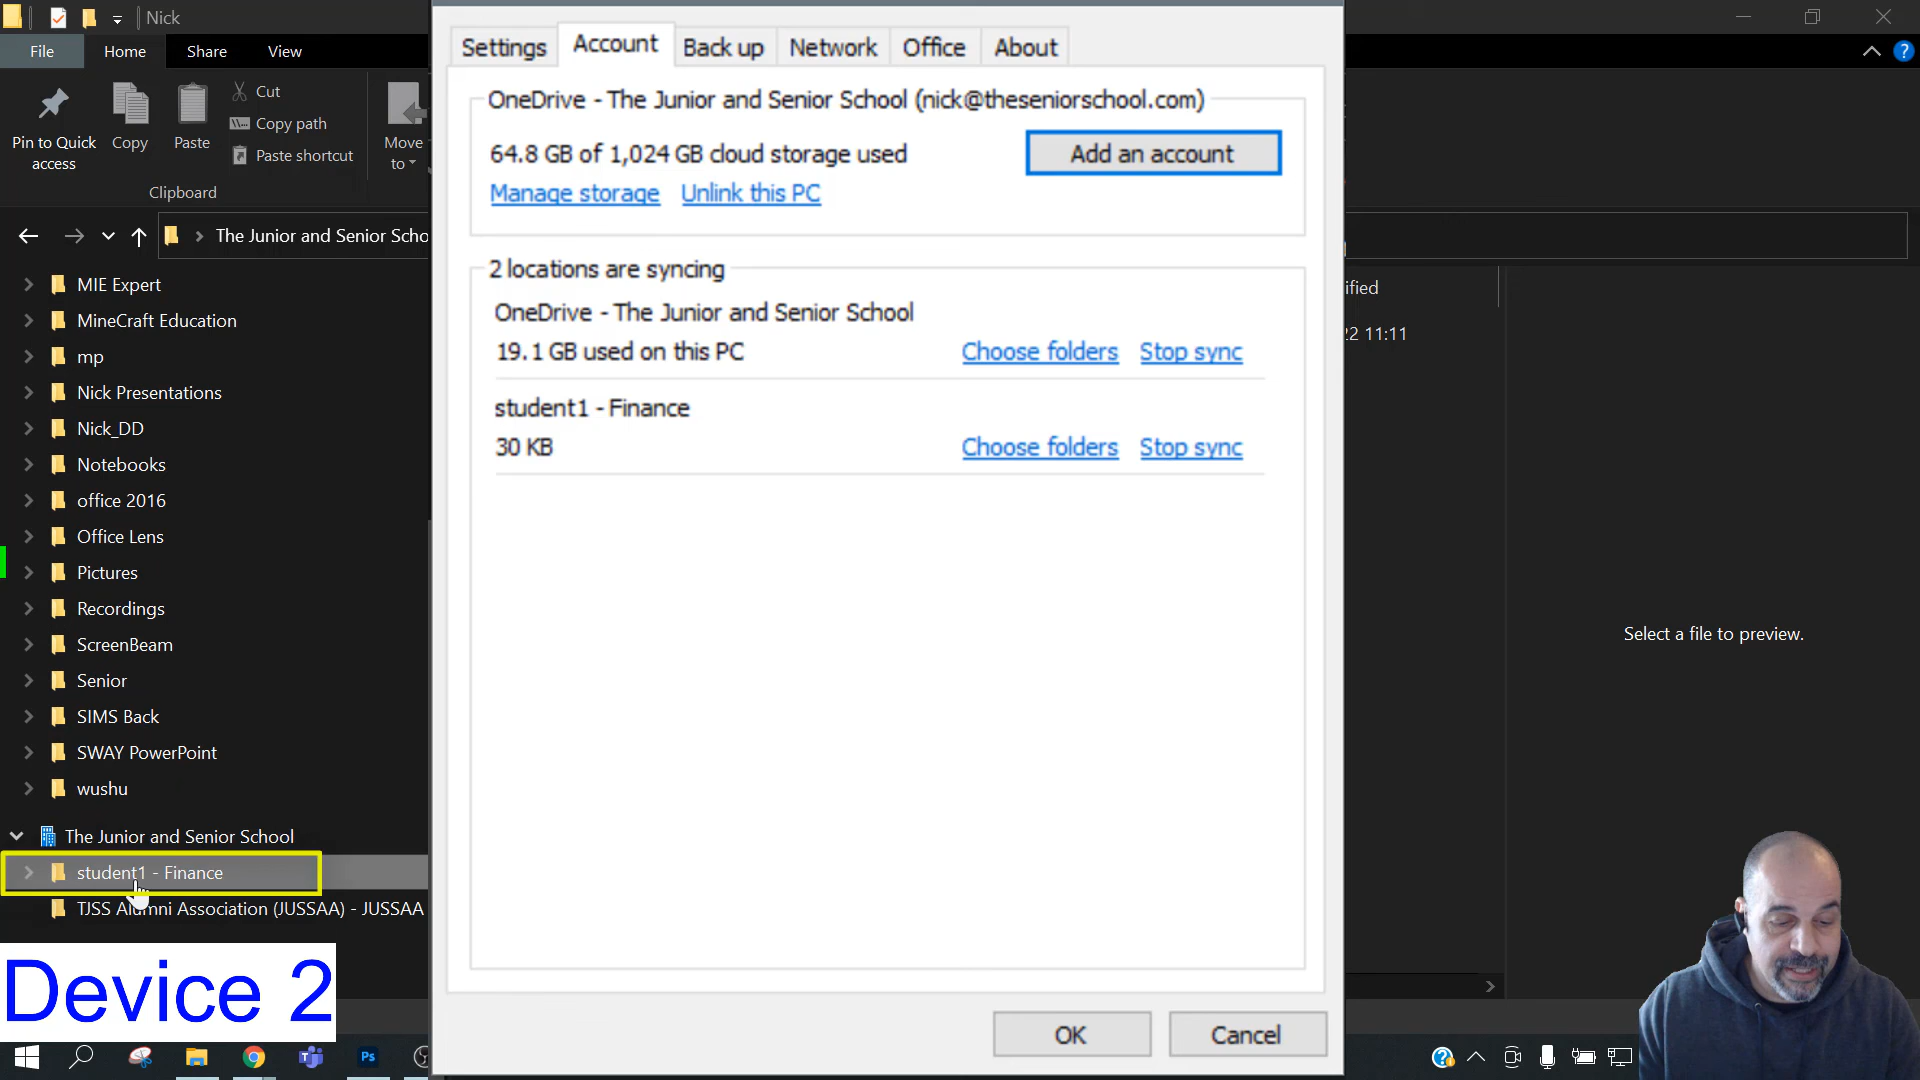 Nick
File
Home
Share
View
?
Pin to Quick access
Copy
Paste
Cut
Copy path
Paste shortcut
Move to
Clipboard
The Junior and Senior Scho
MIE Expert
MineCraft Education
mp
Nick Presentations
Nick_DD
Notebooks
office 2016
Office Lens
Pictures
Recordings
ScreenBeam
Senior
SIMS Back
SWAY PowerPoint
wushu
The Junior and Senior School
student1 - Finance
TJSS Alumni Association (JUSSAA) - JUSSAA
Device 2
Settings
Account
Back up
Network
Office
About
OneDrive - The Junior and Senior School (nick@theseniorschool.com)
64.8 GB of 1,024 GB cloud storage used
Add an account
Manage storage
Unlink this PC
2 locations are syncing
OneDrive - The Junior and Senior School
19.1 GB used on this PC
Choose folders
Stop sync
student1 - Finance
30 KB
Choose folders
Stop sync
OK
Cancel
ified
22 11:11
Select a file to preview.
Ps